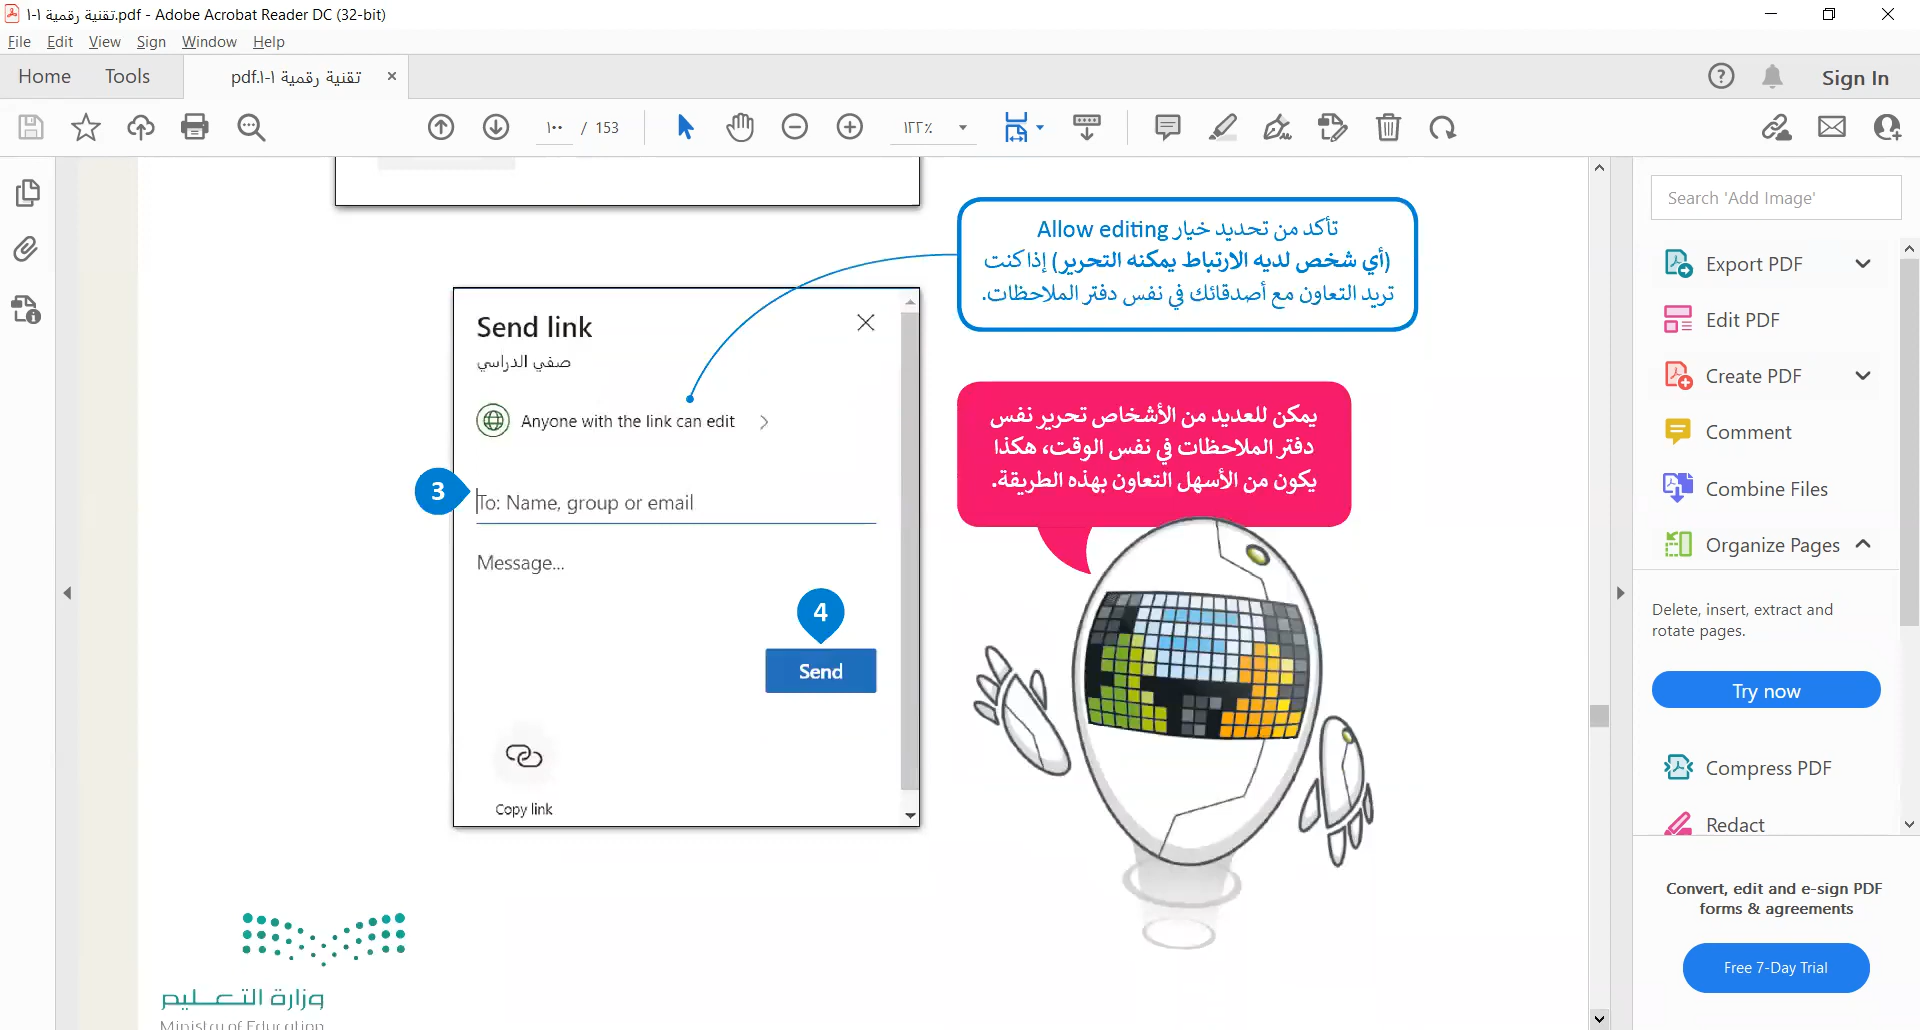 تقنية رقمية ١-١.pdf - Adobe Acrobat Reader DC (32-bit)
File Edit View Sign Window Help
Home Tools تقنية رقمية ١-١.pdf × Sign In
١٠٠ / 153 ١٢٢٪
تأكد من تحديد خيار Allow editing
(أي شخص لديه الارتباط يمكنه التحرير) إذا كنت
تريد التعاون مع أصدقائك في نفس دفتر الملاحظات.
Send link
صفي الدراسي
Anyone with the link can edit
3
To: Name, group or email
Message...
4
Send
Copy link
يمكن للعديد من الأشخاص تحرير نفس
دفتر الملاحظات في نفس الوقت، هكذا
يكون من الأسهل التعاون بهذه الطريقة.
وزارة التعليم
Ministry of Education
Search 'Add Image'
Export PDF
Edit PDF
Create PDF
Comment
Combine Files
Organize Pages
Delete, insert, extract and
rotate pages.
Try now
Compress PDF
Redact
Convert, edit and e-sign PDF
forms & agreements
Free 7-Day Trial